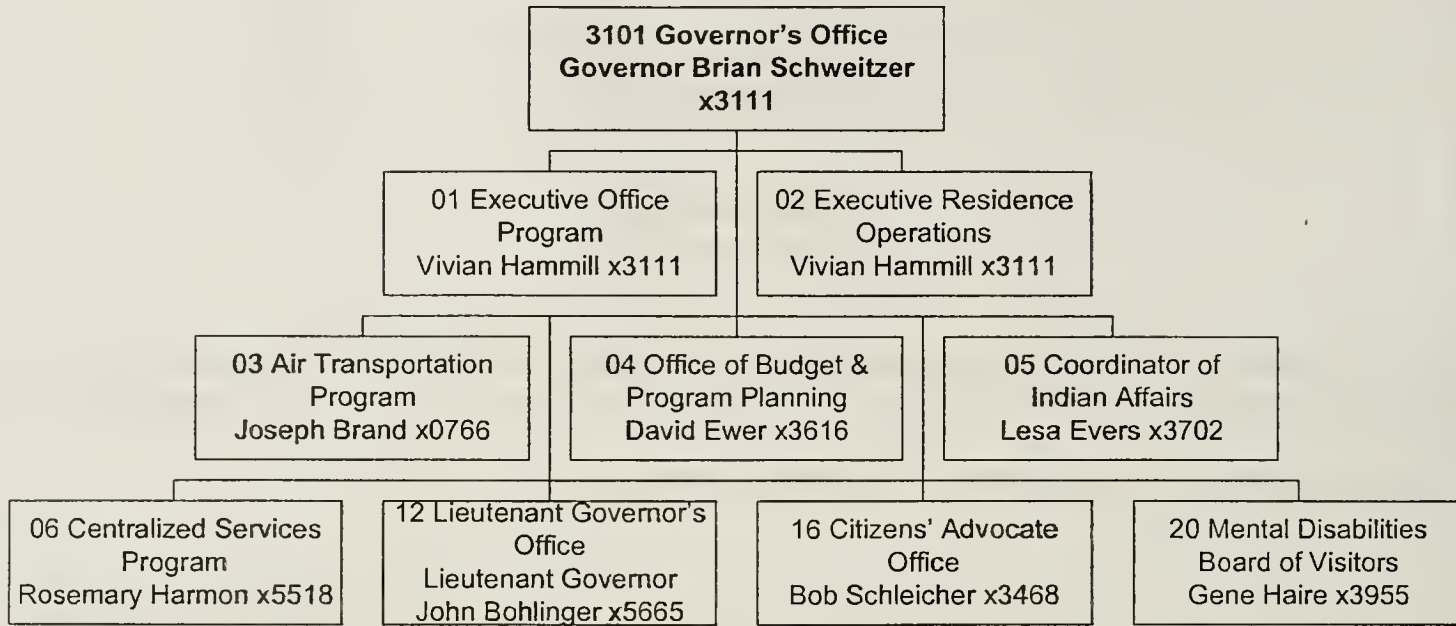 3101 Governor's Office
Governor Brian Schweitzer
x3111
01 Executive Office
Program
Vivian Hammill x3111
02 Executive Residence
Operations
Vivian Hammill x3111
03 Air Transportation
Program
Joseph Brand x0766
04 Office of Budget &
Program Planning
David Ewer x3616
05 Coordinator of
Indian Affairs
Lesa Evers x3702
06 Centralized Services
Program
Rosemary Harmon x5518
12 Lieutenant Governor's
Office
Lieutenant Governor
John Bohlinger x5665
16 Citizens' Advocate
Office
Bob Schleicher x3468
20 Mental Disabilities
Board of Visitors
Gene Haire x3955